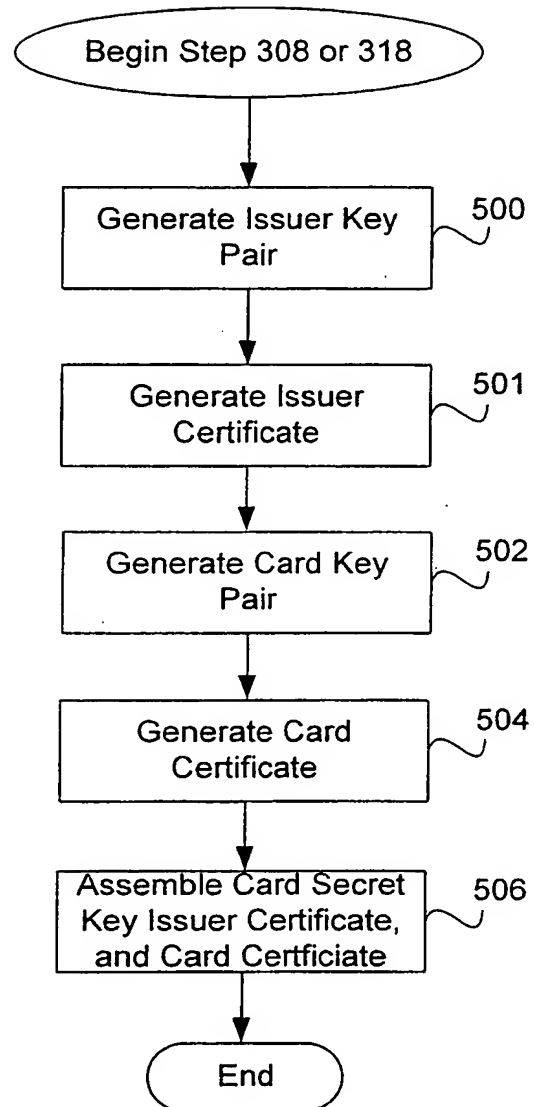 Begin Step 308 or 318
Generate Issuer Key
Pair
500
Generate Issuer
Certificate
501
Generate Card Key
Pair
502
Generate Card
Certificate
504
Assemble Card Secret
Key Issuer Certificate,
and Card Certficiate
506
End